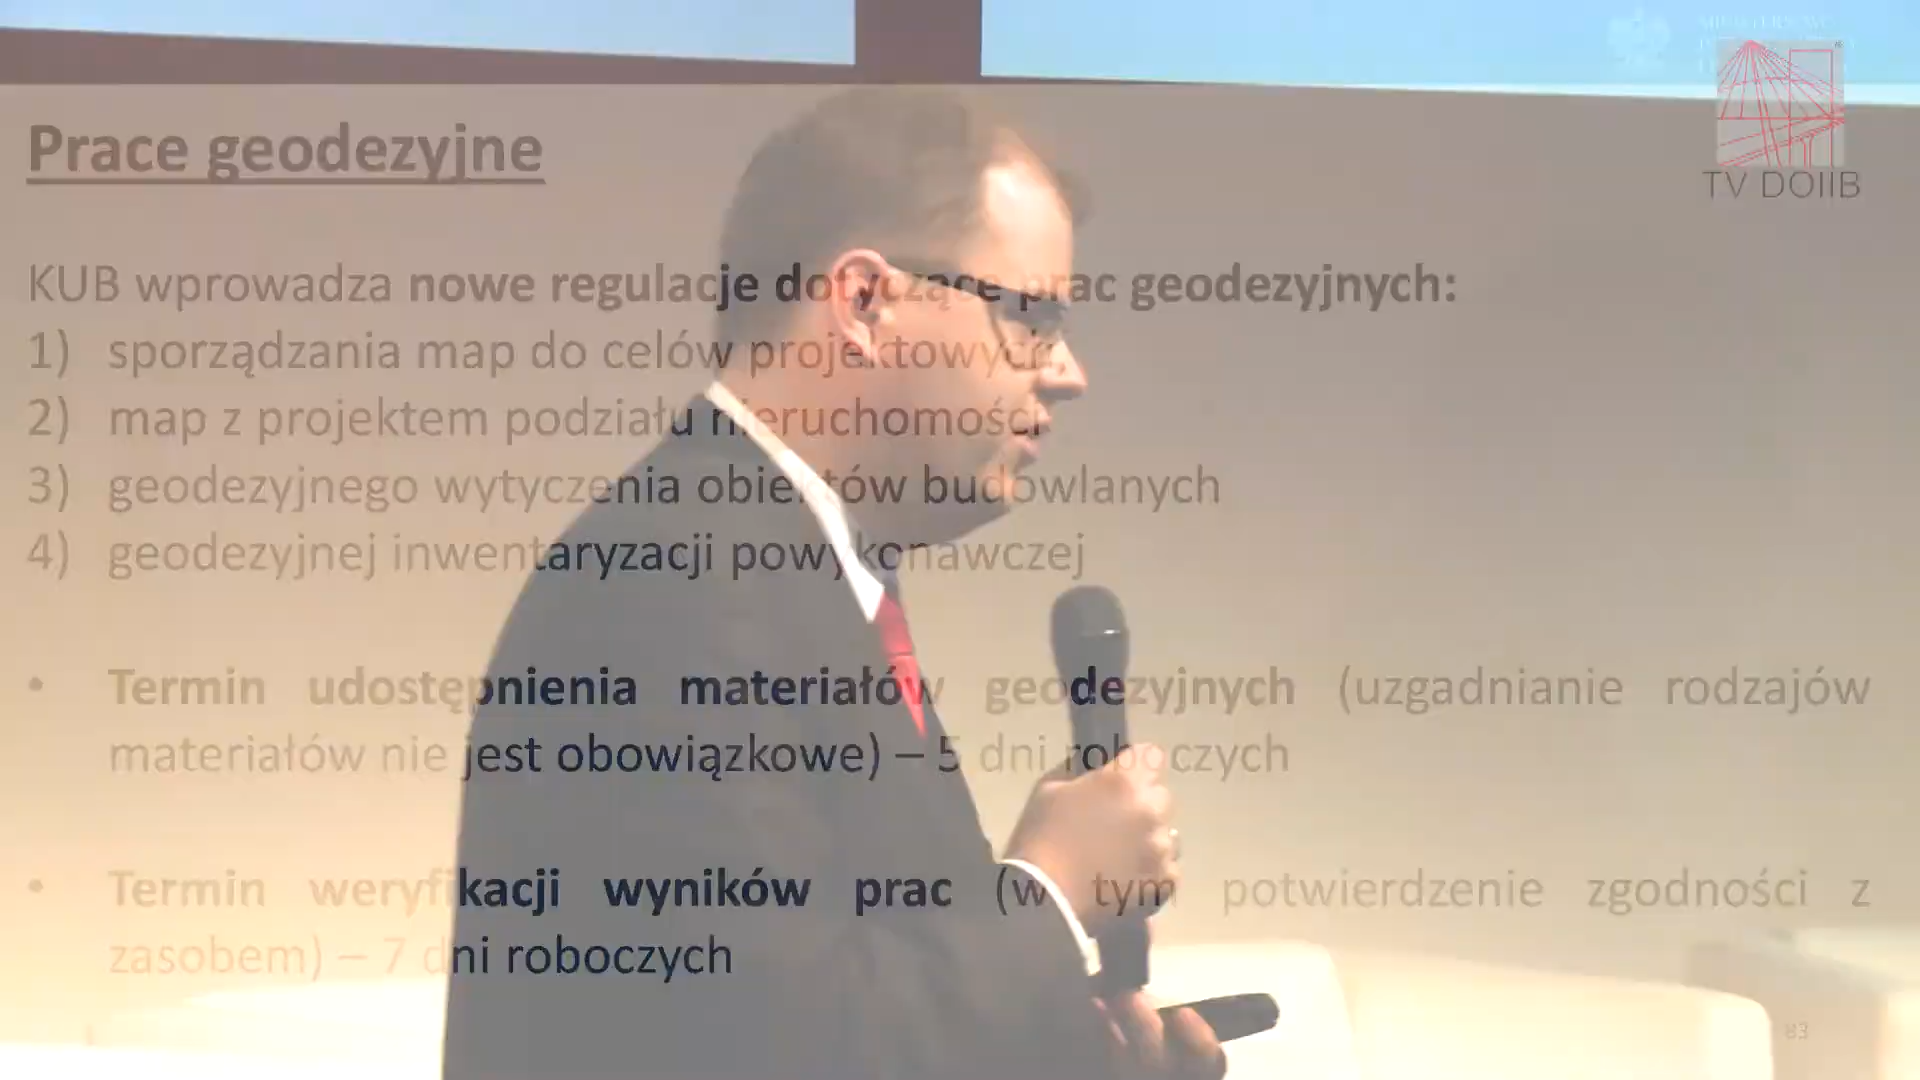 TV DOIIB
Prace geodezyjne
KUB wprowadza nowe regulacje dotyczące prac geodezyjnych:
1) sporządzania map do celów projektowych
2) map z projektem podziału nieruchomości
3) geodezyjnego wytyczenia obiektów budowlanych
4) geodezyjnej inwentaryzacji powykonawczej
• Termin udostępnienia materiałów geodezyjnych (uzgadnianie rodzajów
materiałów nie jest obowiązkowe) – 5 dni roboczych
• Termin weryfikacji wyników prac (w tym potwierdzenie zgodności z
zasobem) – 7 dni roboczych
83